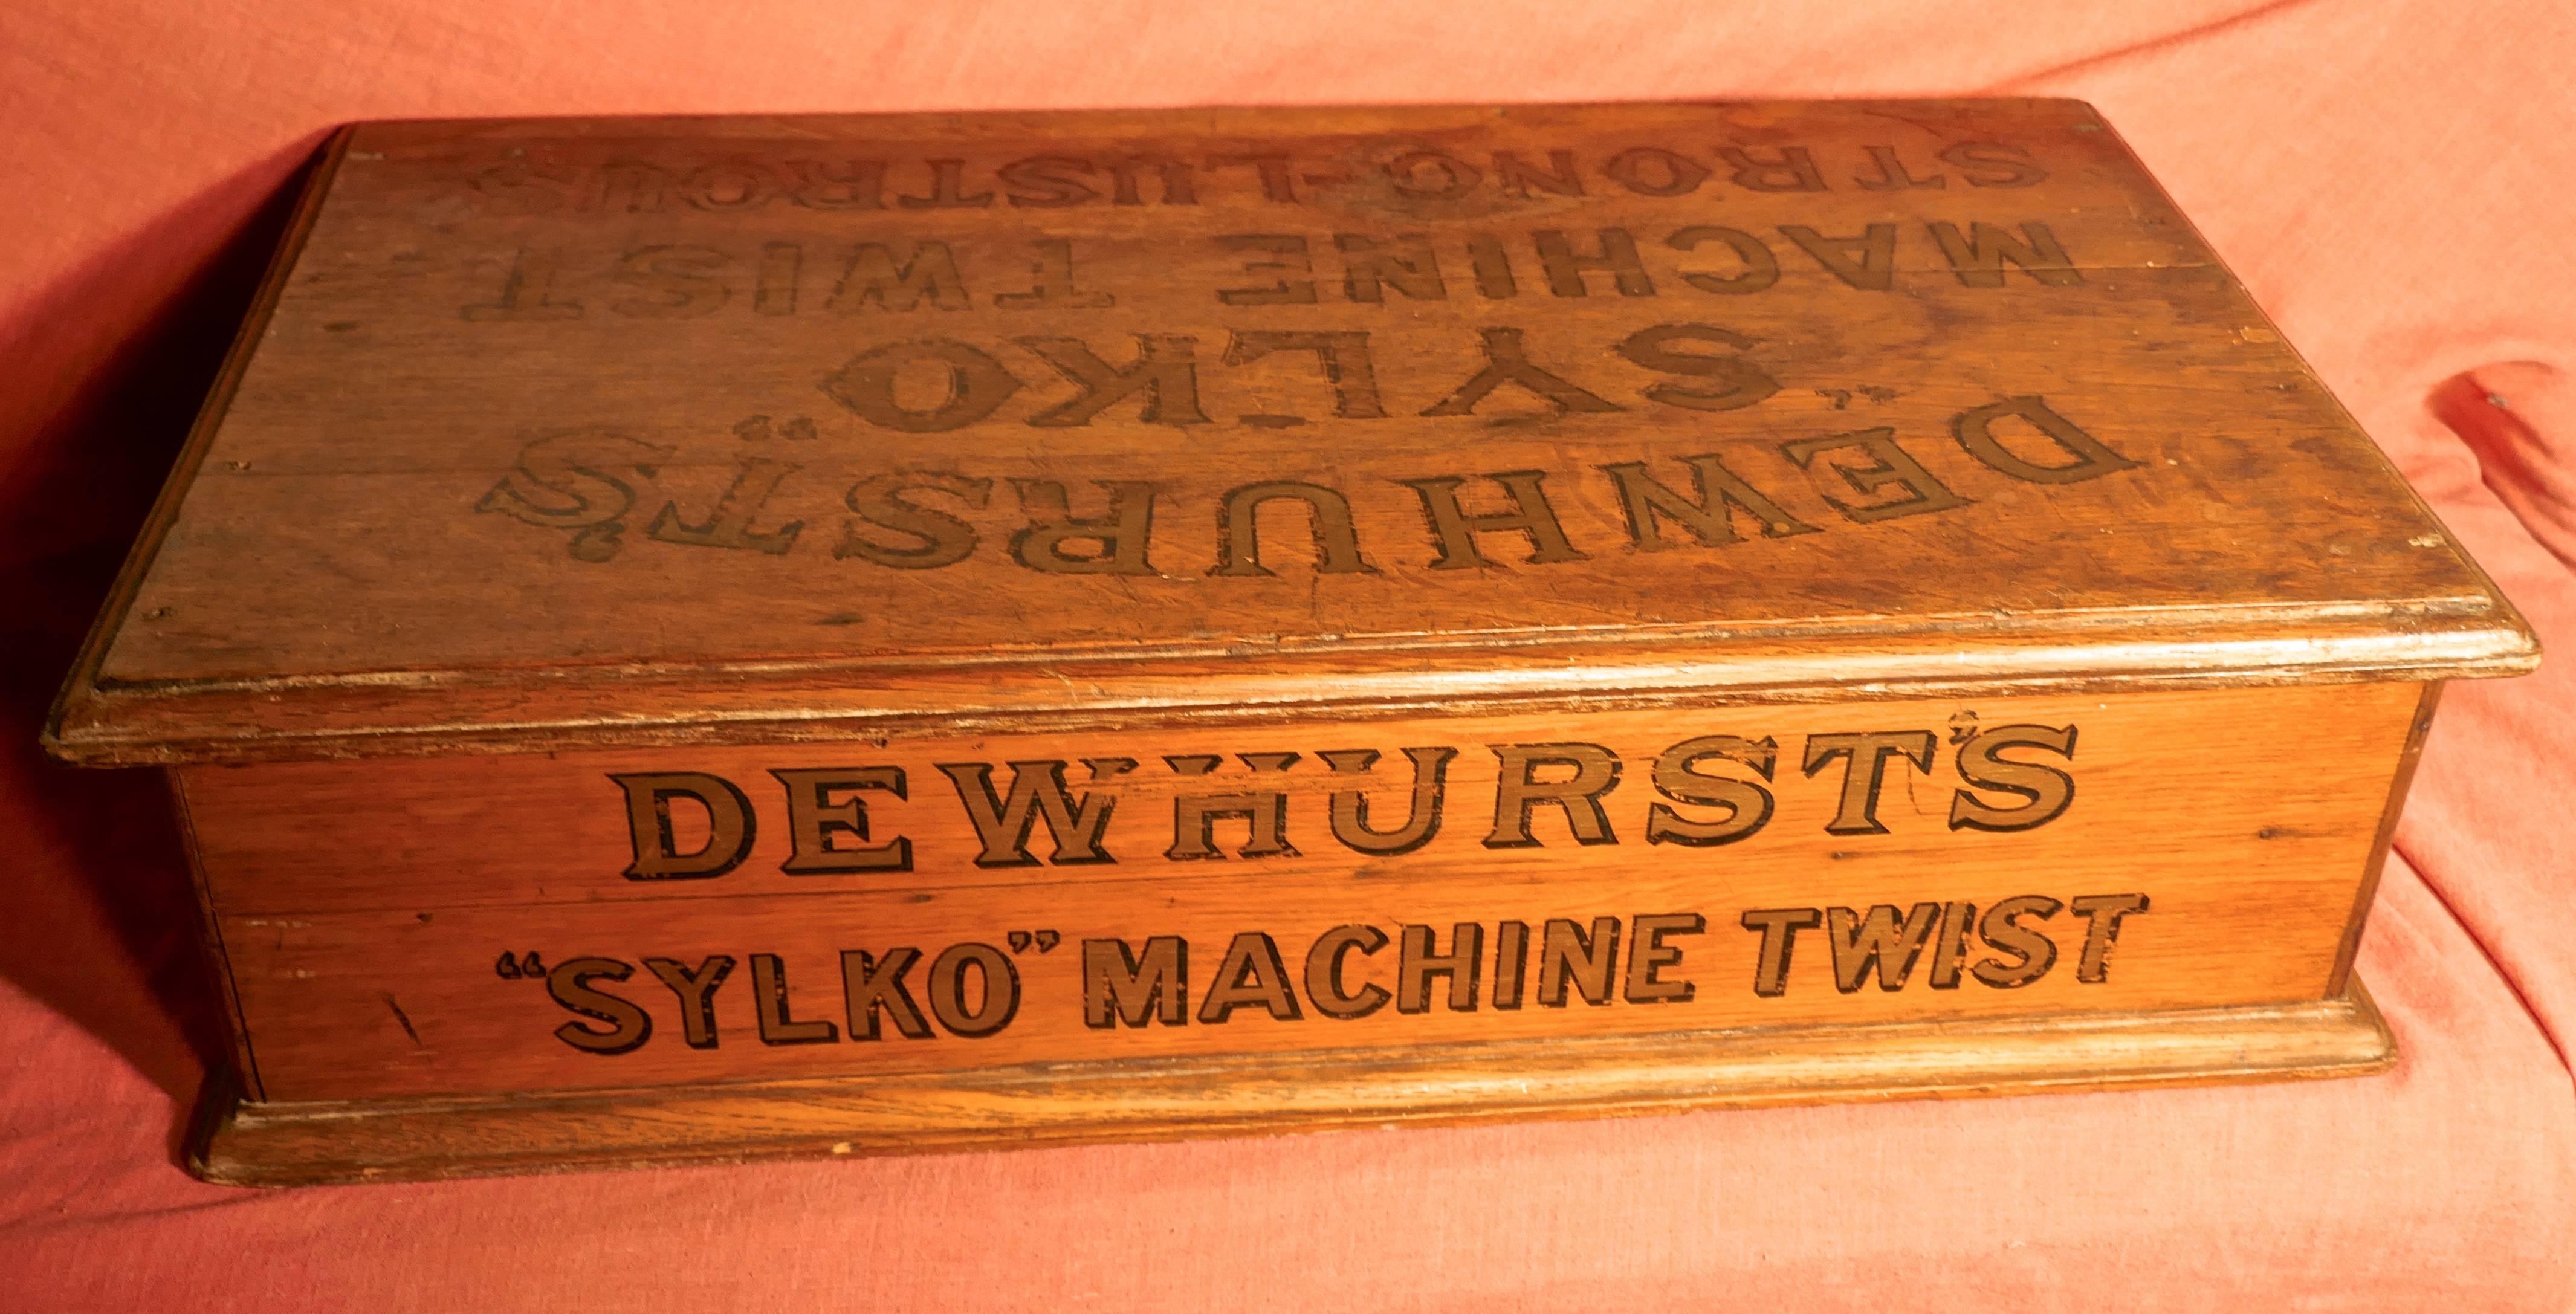 DEWHURST'S
"SYLKO"
MACHINE TWIST
STRONG-LUSTROUS
DEWHURST'S
"SYLKO" MACHINE TWIST